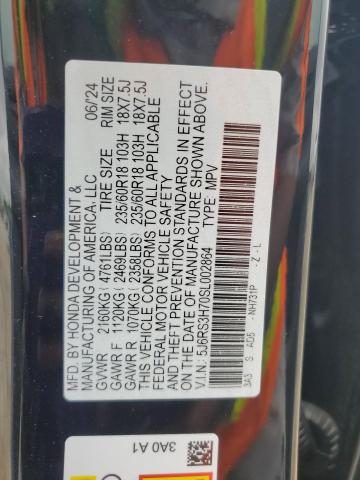 MFD. BY HONDA DEVELOPMENT & 06/'24
MANUFACTURING OF AMERICA, LLC
GVWR 2160KG (4761LBS) TIRE SIZE RIM SIZE
GAWR F 1120KG (2469LBS) 235/60R18 103H 18X7.5J
GAWR R 1070KG (2358LBS) 235/60R18 103H 18X7.5J
THIS VEHICLE CONFORMS TO ALL APPLICABLE
FEDERAL MOTOR VEHICLE SAFETY
AND THEFT PREVENTION STANDARDS IN EFFECT
ON THE DATE OF MANUFACTURE SHOWN ABOVE.
V.I.N.: 5J6RS3H70SL002864 TYPE: MPV
3A3 S A05 -NH731P -Z-L
3A0 A1